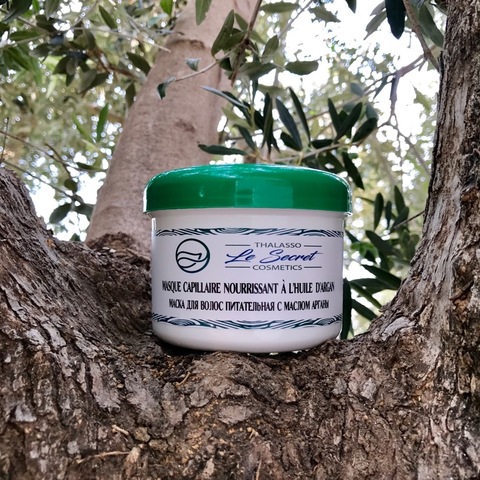 THALASSO
Le Secret
COSMETICS
MASQUE CAPILLAIRE NOURRISSANT À L'HUILE D'ARGAN
МАСКА ДЛЯ ВОЛОС ПИТАТЕЛЬНАЯ С МАСЛОМ АРГАНЫ